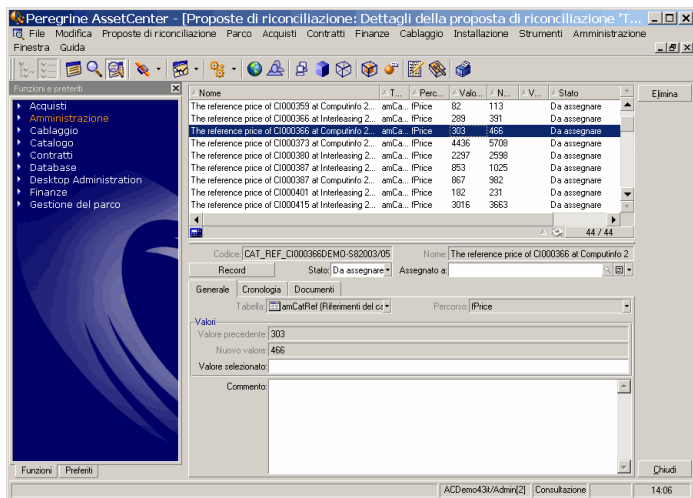 Peregrine AssetCenter - [Proposte di riconciliazione: Dettagli della proposta di riconciliazione 'T...
File Modifica Proposte di riconciliazione Parco Acquisti Contratti Finanze Cablaggio Installazione Strumenti Amministrazione
Finestra Guida
Funzioni e preferiti
Acquisti
Amministrazione
Cablaggio
Catalogo
Contratti
Database
Desktop Administration
Finanze
Gestione del parco
Funzioni Preferiti
Nome T... Perc... Valo... N... V... Stato
The reference price of CI000359 at Computinfo 2... amCa... fPrice 82 113 Da assegnare
The reference price of CI000366 at Interleasing 2... amCa... fPrice 289 391 Da assegnare
The reference price of CI000366 at Computinfo 2... amCa... fPrice 303 466 Da assegnare
The reference price of CI000373 at Computinfo 2... amCa... fPrice 4436 5708 Da assegnare
The reference price of CI000380 at Interleasing 2... amCa... fPrice 2297 2598 Da assegnare
The reference price of CI000387 at Interleasing 2... amCa... fPrice 853 1025 Da assegnare
The reference price of CI000387 at Computinfo 2... amCa... fPrice 867 982 Da assegnare
The reference price of CI000401 at Interleasing 2... amCa... fPrice 182 231 Da assegnare
The reference price of CI000415 at Interleasing 2... amCa... fPrice 3016 3663 Da assegnare
44 / 44
Codice: CAT_REF_CI000366DEMO-S82003/05 Nome: The reference price of CI000366 at Computinfo 2
Record Stato: Da assegnare Assegnato a:
Generale Cronologia Documenti
Tabella: amCatRef (Riferimenti del ca Percorso: fPrice
Valori
Valore precedente: 303
Nuovo valore: 466
Valore selezionato:
Commento:
Elimina
Chiudi
ACDemo43it/Admin[2] Consultazione 14:06